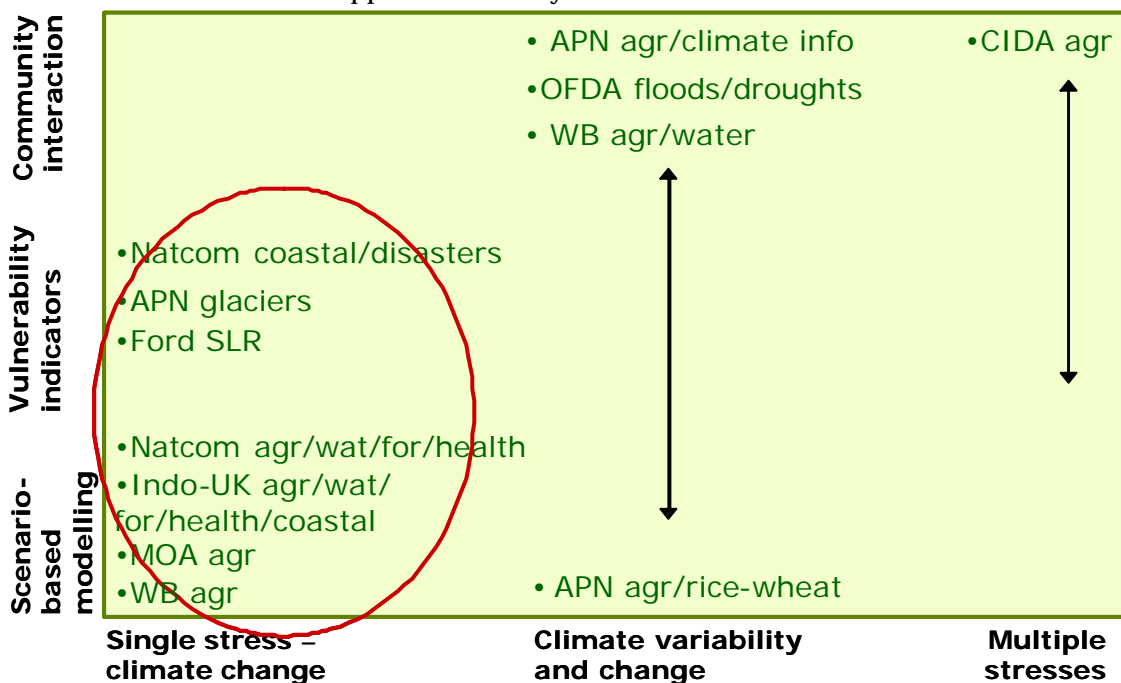 Community
interaction
Vulnerability
indicators
Scenario-
based
modelling
• APN agr/climate info
•OFDA floods/droughts
• WB agr/water
•CIDA agr
•Natcom coastal/disasters
•APN glaciers
•Ford SLR
•Natcom agr/wat/for/health
•Indo-UK agr/wat/
for/health/coastal
•MOA agr
•WB agr
• APN agr/rice-wheat
Single stress –
climate change
Climate variability
and change
Multiple
stresses